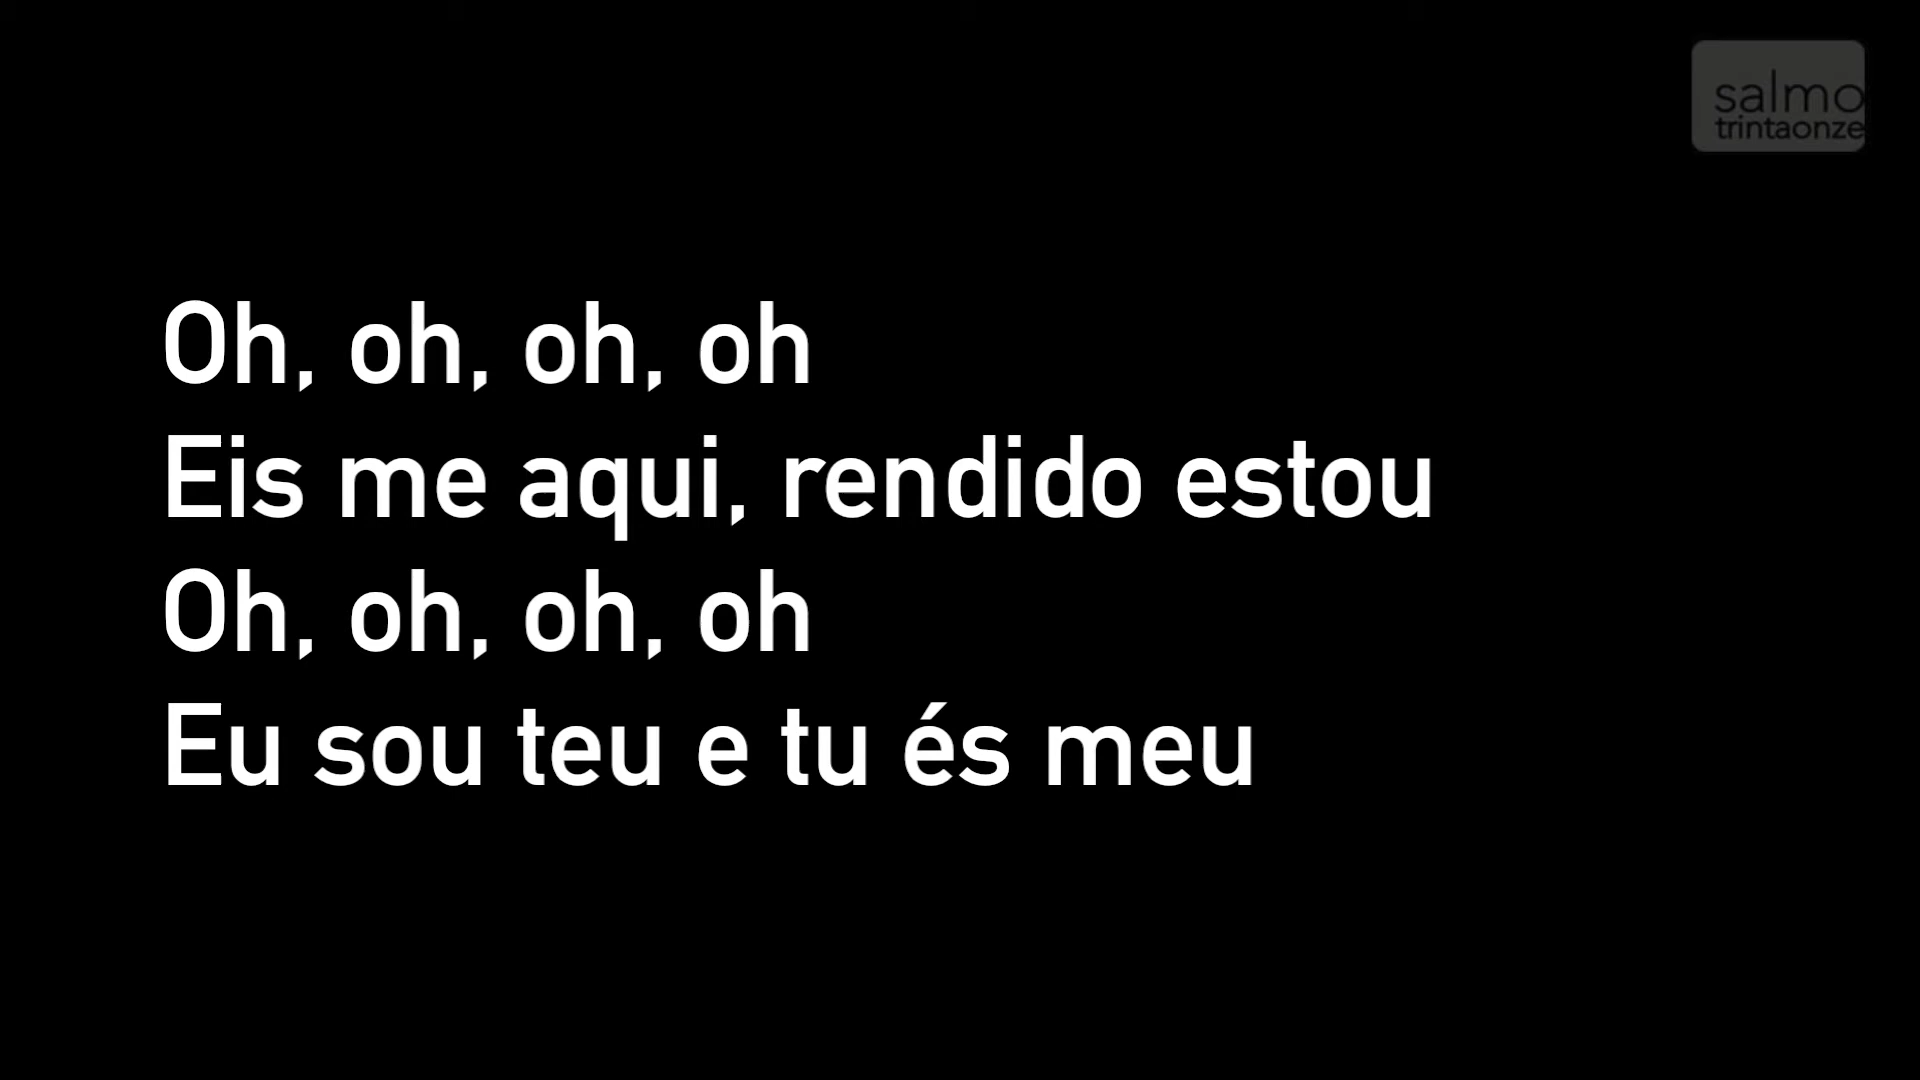 salmo
trintaonze
Oh, oh, oh, oh
Eis me aqui, rendido estou
Oh, oh, oh, oh
Eu sou teu e tu és meu